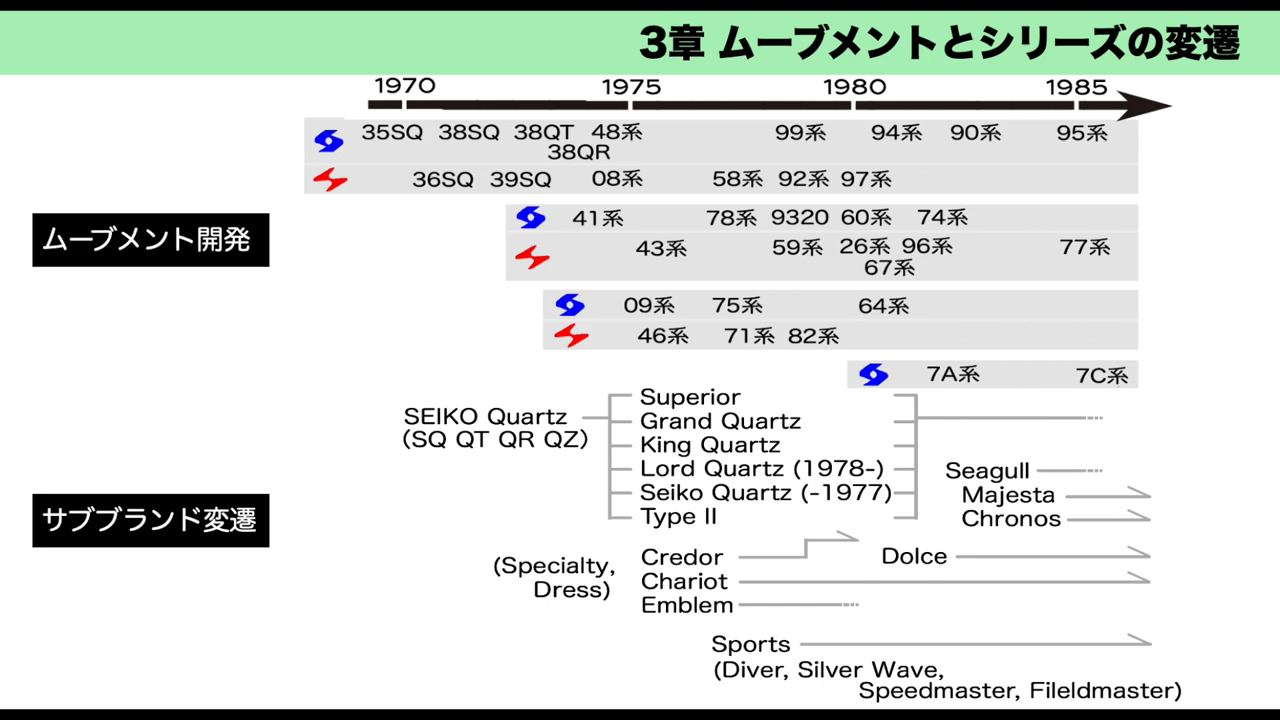 3章 ムーブメントとシリーズの変遷
1970 1975 1980 1985
35SQ 38SQ 38QT 48系 99系 94系 90系 95系
38QR
36SQ 39SQ 08系 58系 92系 97系
ムーブメント開発
41系 78系 9320 60系 74系
43系 59系 26系 96系 77系
67系
09系 75系 64系
46系 71系 82系
7A系 7C系
サブブランド変遷
SEIKO Quartz
(SQ QT QR QZ)
Superior
Grand Quartz
King Quartz
Lord Quartz (1978-)
Seiko Quartz (-1977)
Type II
Seagull
Majesta
Chronos
(Specialty,
Dress)
Credor
Chariot
Emblem
Dolce
Sports
(Diver, Silver Wave,
Speedmaster, Fileldmaster)